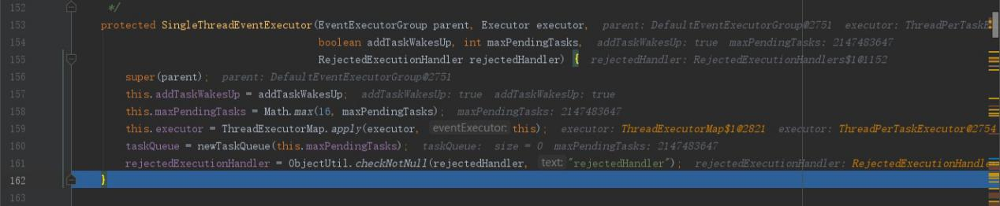 152 */
153 protected SingleThreadEventExecutor(EventExecutorGroup parent, Executor executor, parent: DefaultEventExecutorGroup@2751 executor: ThreadPerTaskE
154 boolean addTaskWakesUp, int maxPendingTasks, addTaskWakesUp: true maxPendingTasks: 2147483647
155 RejectedExecutionHandler rejectedHandler) { rejectedHandler: RejectedExecutionHandlers$1@1152
156 super(parent); parent: DefaultEventExecutorGroup@2751
157 this.addTaskWakesUp = addTaskWakesUp; addTaskWakesUp: true addTaskWakesUp: true
158 this.maxPendingTasks = Math.max(16, maxPendingTasks); maxPendingTasks: 2147483647
159 this.executor = ThreadExecutorMap.apply(executor, eventExecutor: this); executor: ThreadExecutorMap$1@2821 executor: ThreadPerTaskExecutor@2754
160 taskQueue = newTaskQueue(this.maxPendingTasks); taskQueue: size = 0 maxPendingTasks: 2147483647
161 rejectedExecutionHandler = ObjectUtil.checkNotNull(rejectedHandler, text: "rejectedHandler"); rejectedExecutionHandler: RejectedExecutionHandle
162 }
163